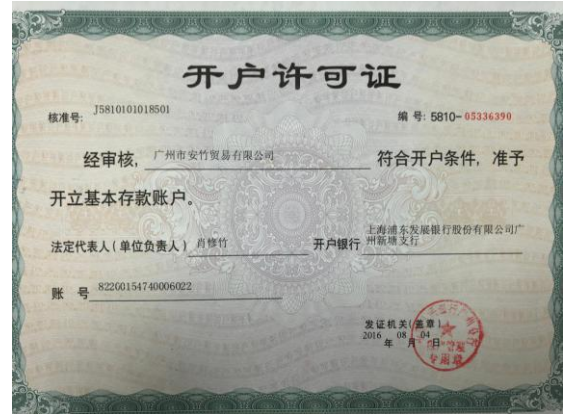 开户许可证
核准号: J5810101018501
编 号: 5810-05336390
经审核, 广州市安竹贸易有限公司 符合开户条件, 准予
开立基本存款账户。
法定代表人(单位负责人) 肖修竹 开户银行 上海浦东发展银行股份有限公司广
州新塘支行
账 号 82260154740006022
发证机关(盖章)
2016 08 04
年 月 日
专用章